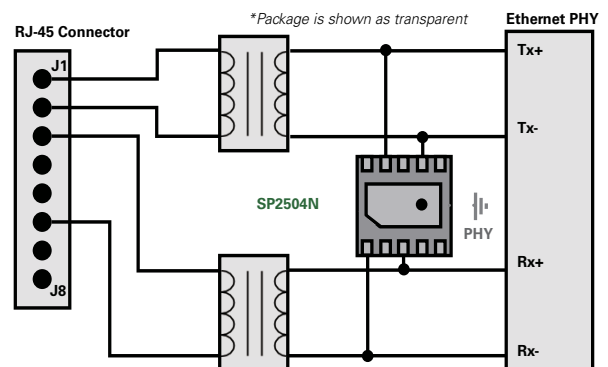 *Package is shown as transparent
Ethernet PHY
RJ-45 Connector
J1
Tx+
Tx-
SP2504N
PHY
Rx+
J8
Rx-